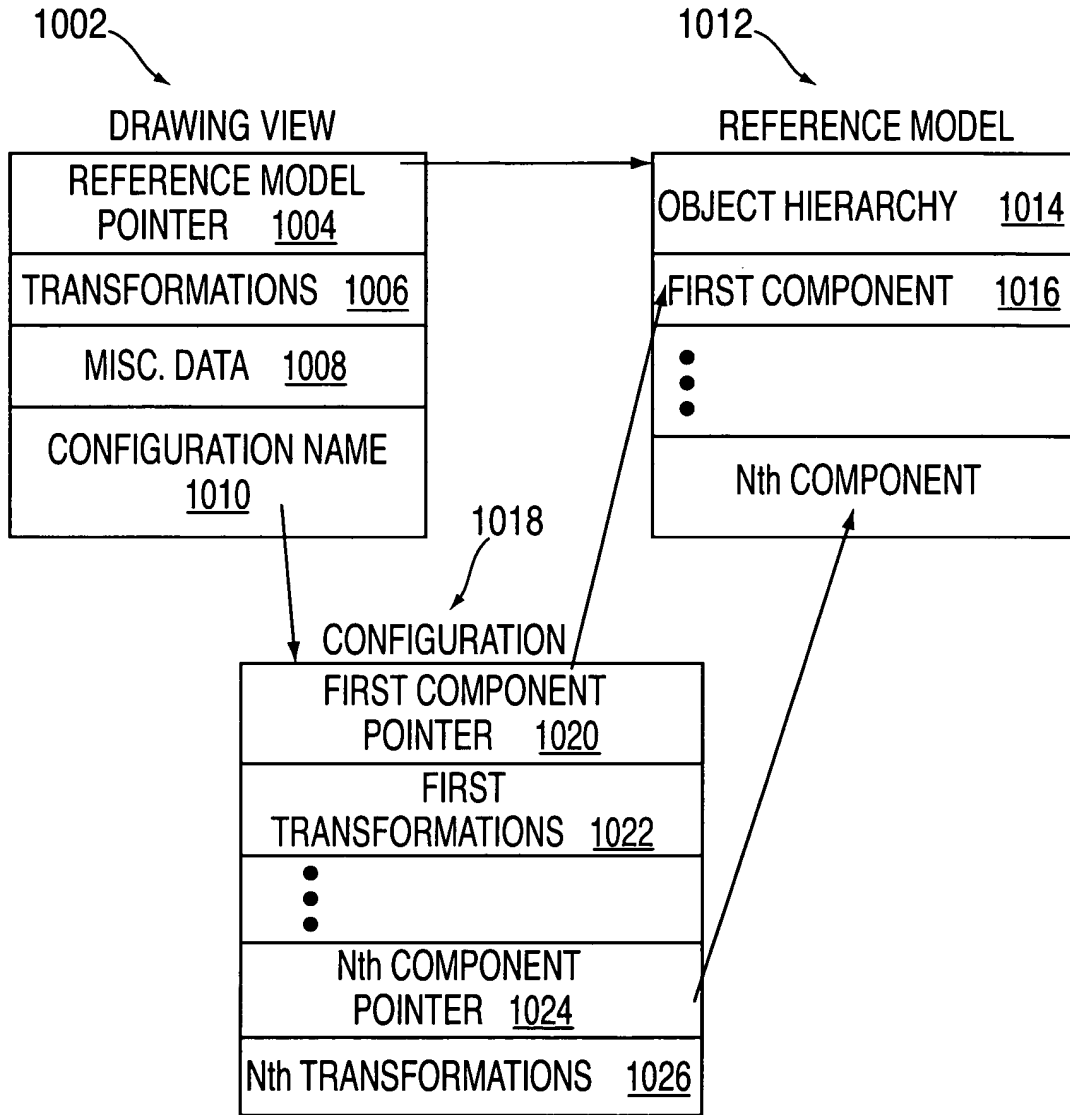 1002
DRAWING VIEW
REFERENCE MODEL
POINTER 1004
TRANSFORMATIONS 1006
MISC. DATA 1008
CONFIGURATION NAME
1010
1012
REFERENCE MODEL
OBJECT HIERARCHY 1014
FIRST COMPONENT 1016
Nth COMPONENT
1018
CONFIGURATION
FIRST COMPONENT
POINTER 1020
FIRST
TRANSFORMATIONS 1022
Nth COMPONENT
POINTER 1024
Nth TRANSFORMATIONS 1026